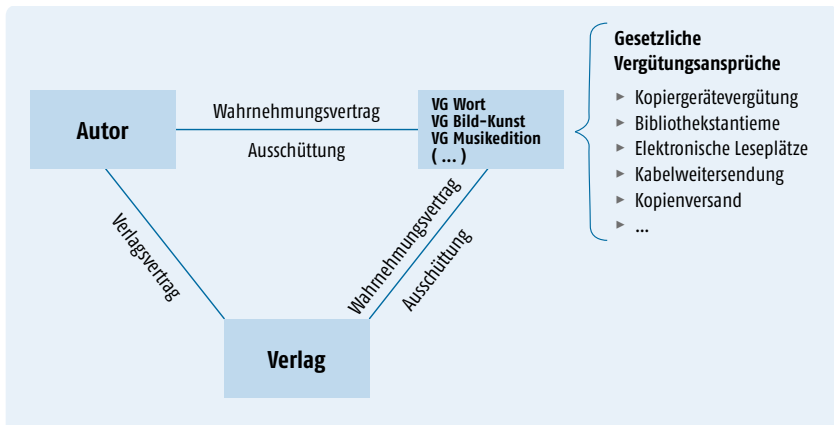 Gesetzliche
Vergütungsansprüche
► Kopiergerätevergütung
► Bibliothekstantieme
► Elektronische Leseplätze
► Kabelweitersendung
► Kopienversand
► ...
Autor
Wahrnehmungsvertrag
Ausschüttung
VG Wort
VG Bild-Kunst
VG Musikedition
( ... )
Verlagsvertrag
Wahrnehmungsvertrag
Ausschüttung
Verlag